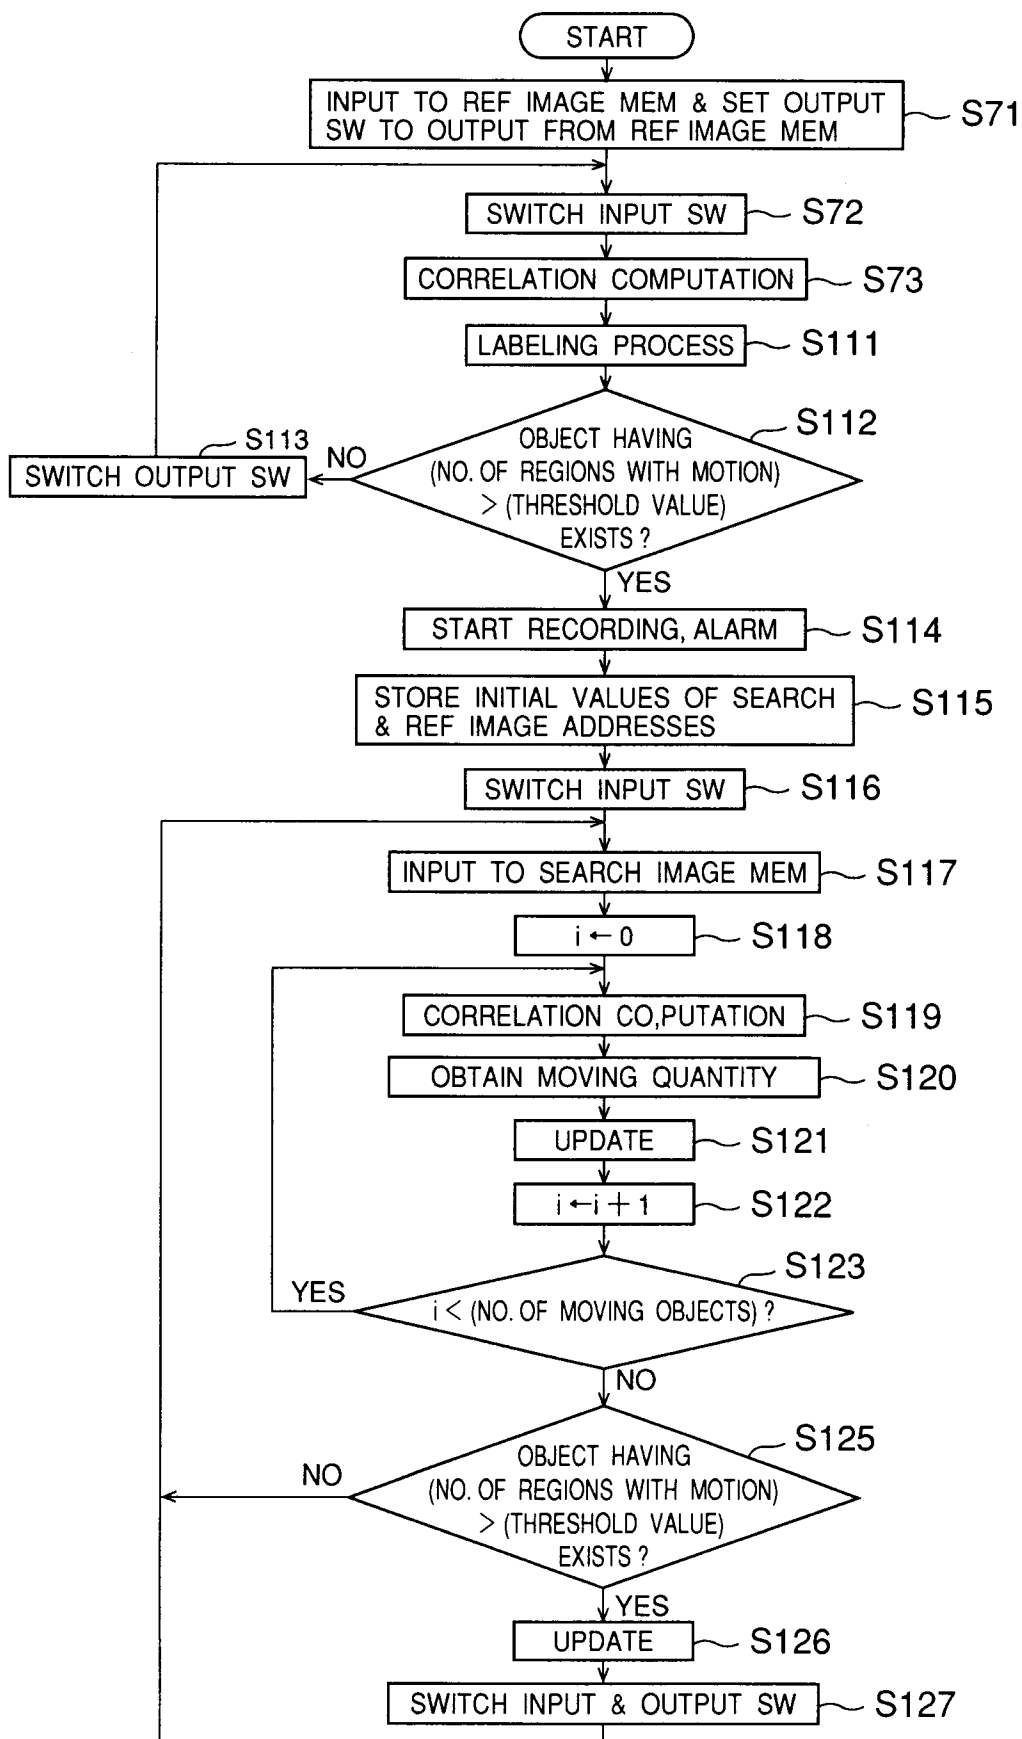 START
INPUT TO REF IMAGE MEM & SET OUTPUT
SW TO OUTPUT FROM REF IMAGE MEM
S71
SWITCH INPUT SW
S72
CORRELATION COMPUTATION
S73
LABELING PROCESS
S111
S112
OBJECT HAVING
(NO. OF REGIONS WITH MOTION)
> (THRESHOLD VALUE)
EXISTS ?
NO
S113
SWITCH OUTPUT SW
YES
START RECORDING, ALARM
S114
STORE INITIAL VALUES OF SEARCH
& REF IMAGE ADDRESSES
S115
SWITCH INPUT SW
S116
INPUT TO SEARCH IMAGE MEM
S117
i ← 0
S118
CORRELATION CO,PUTATION
S119
OBTAIN MOVING QUANTITY
S120
UPDATE
S121
i ← i + 1
S122
S123
YES
i < (NO. OF MOVING OBJECTS) ?
NO
S125
OBJECT HAVING
(NO. OF REGIONS WITH MOTION)
> (THRESHOLD VALUE)
EXISTS ?
NO
YES
UPDATE
S126
SWITCH INPUT & OUTPUT SW
S127